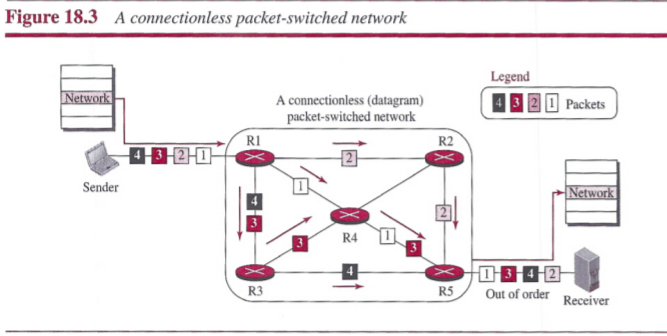 Figure 18.3 A connectionless packet-switched network
Legend
4 3 2 1 Packets
Network
A connectionless (datagram)
packet-switched network
R1
R2
2
4 3 2 1
Sender
1
4
3
2
Network
R4
3
1
3
4
R3
R5
1 3 4 2
Out of order
Receiver